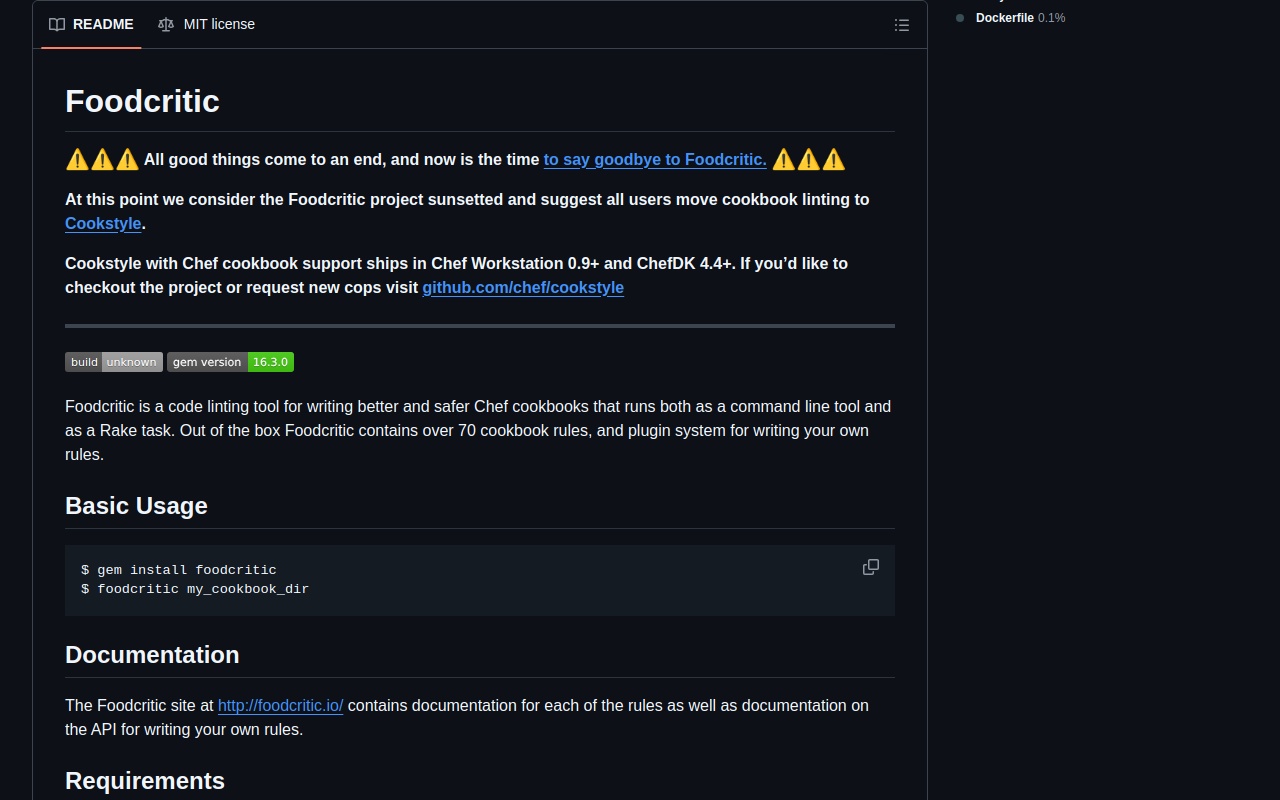 README MIT license
Dockerfile 0.1%
Foodcritic
⚠️⚠️⚠️ All good things come to an end, and now is the time to say goodbye to Foodcritic. ⚠️⚠️⚠️
At this point we consider the Foodcritic project sunsetted and suggest all users move cookbook linting to
Cookstyle.
Cookstyle with Chef cookbook support ships in Chef Workstation 0.9+ and ChefDK 4.4+. If you’d like to
checkout the project or request new cops visit github.com/chef/cookstyle
build unknown gem version 16.3.0
Foodcritic is a code linting tool for writing better and safer Chef cookbooks that runs both as a command line tool and
as a Rake task. Out of the box Foodcritic contains over 70 cookbook rules, and plugin system for writing your own
rules.
Basic Usage
$ gem install foodcritic
$ foodcritic my_cookbook_dir
Documentation
The Foodcritic site at http://foodcritic.io/ contains documentation for each of the rules as well as documentation on
the API for writing your own rules.
Requirements